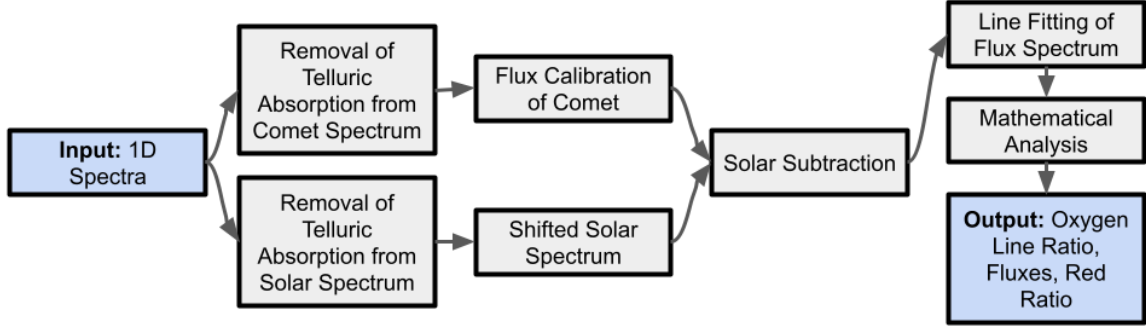 Input: 1D
Spectra
Removal of
Telluric
Absorption from
Comet Spectrum
Flux Calibration
of Comet
Removal of
Telluric
Absorption from
Solar Spectrum
Shifted Solar
Spectrum
Solar Subtraction
Line Fitting of
Flux Spectrum
Mathematical
Analysis
Output: Oxygen
Line Ratio,
Fluxes, Red
Ratio